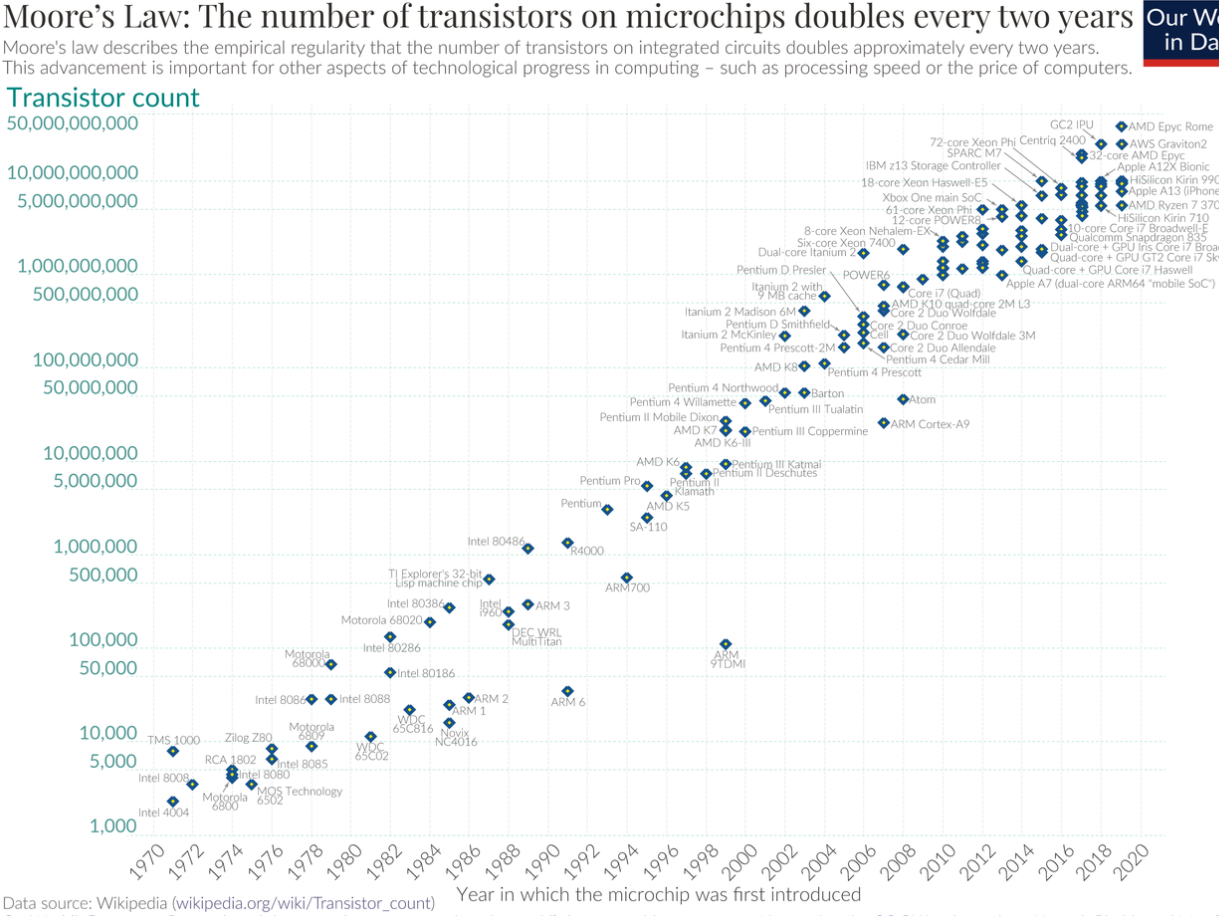 Moore's Law: The number of transistors on microchips doubles every two years
Our Wo
in Da
Moore's law describes the empirical regularity that the number of transistors on integrated circuits doubles approximately every two years.
This advancement is important for other aspects of technological progress in computing – such as processing speed or the price of computers.
Transistor count
50,000,000,000
10,000,000,000
5,000,000,000
1,000,000,000
500,000,000
100,000,000
50,000,000
10,000,000
5,000,000
1,000,000
500,000
100,000
50,000
10,000
5,000
1,000
GC2 IPU
AMD Epyc Rome
72-core Xeon Phi
Centriq 2400
AWS Graviton2
SPARC M7
32-core AMD Epyc
IBM z13 Storage Controller
Apple A12X Bionic
18-core Xeon Haswell-E5
HiSilicon Kirin 990
Xbox One main SoC
Apple A13 (iPhone
61-core Xeon Phi
AMD Ryzen 7 370
12-core POWER8
HiSilicon Kirin 710
8-core Xeon Nehalem-EX
10-core Core i7 Broadwell-E
Six-core Xeon 7400
Qualcomm Snapdragon 835
Dual-core Itanium 2
Dual-core + GPU Iris Core i7 Broa
Quad-core + GPU GT2 Core i7 Sk
Pentium D Presler
POWER6
Quad-core + GPU Core i7 Haswell
Itanium 2 with
9 MB cache
Apple A7 (dual-core ARM64 "mobile SoC")
Core i7 (Quad)
AMD K10 quad-core 2M L3
Itanium 2 Madison 6M
Core 2 Duo Wolfdale
Pentium D Smithfield
Core 2 Duo Conroe
Itanium 2 McKinley
Cell
Core 2 Duo Wolfdale 3M
Pentium 4 Prescott-2M
Core 2 Duo Allendale
Pentium 4 Cedar Mill
AMD K8
Pentium 4 Prescott
Pentium 4 Northwood
Barton
Pentium 4 Willamette
Atom
Pentium III Tualatin
Pentium II Mobile Dixon
ARM Cortex-A9
AMD K7
Pentium III Coppermine
AMD K6-III
AMD K6
Pentium III Katmai
Pentium II Deschutes
Pentium Pro
Pentium II
Klamath
Pentium
AMD K5
SA-110
Intel 80486
R4000
TI Explorer's 32-bit
Lisp machine chip
ARM700
Intel 80386
Intel
i960
ARM 3
Motorola 68020
DEC WRL
MultiTitan
Intel 80286
ARM
9TDMI
Motorola
68000
Intel 80186
Intel 8086
Intel 8088
ARM 2
ARM 6
ARM 1
WDC
65C816
Novix
NC4016
Motorola
6809
TMS 1000
Zilog Z80
WDC
65C02
RCA 1802
Intel 8085
Intel 8008
Intel 8080
MOS Technology
6502
Motorola
6800
Intel 4004
1970 1972 1974 1976 1978 1980 1982 1984 1986 1988 1990 1992 1994 1996 1998 2000 2002 2004 2006 2008 2010 2012 2014 2016 2018 2020
Year in which the microchip was first introduced
Data source: Wikipedia (wikipedia.org/wiki/Transistor_count)